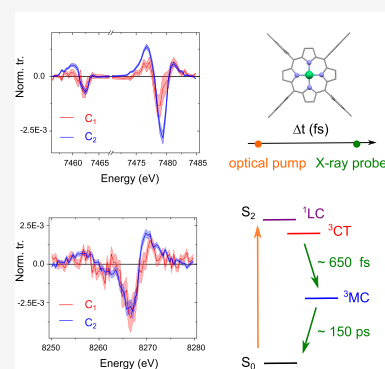 Norm. tr.
0.0
-2.5E-3
C₁
C₂
7460 7465 7475 7480 7485
Energy (eV)
Δt (fs)
optical pump X-ray probe
Norm. tr.
2.5E-3
0.0
-2.5E-3
C₁
C₂
8250 8260 8270 8280
Energy (eV)
S₂
¹LC
³CT
~ 650 fs
³MC
~ 150 ps
S₀